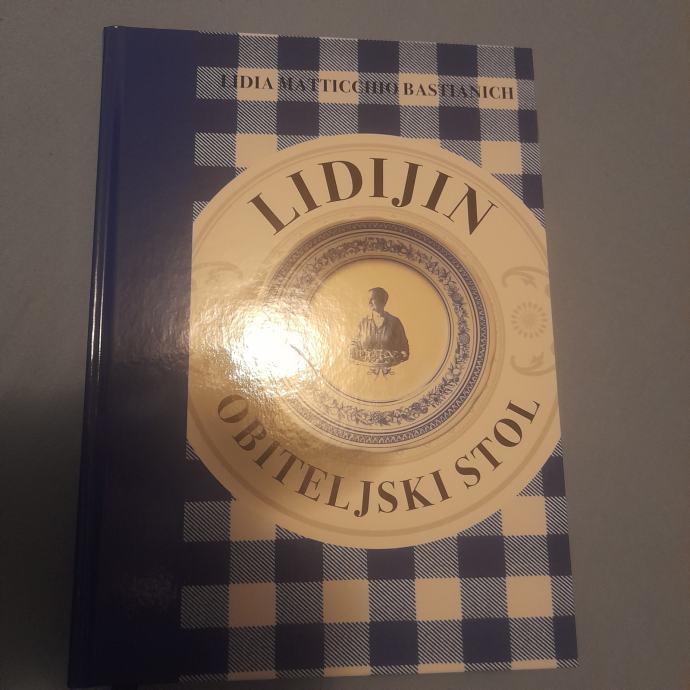 LIDIA MATTICCHIO BASTIANICH
LIDIJIN
OBITELJSKI STOL